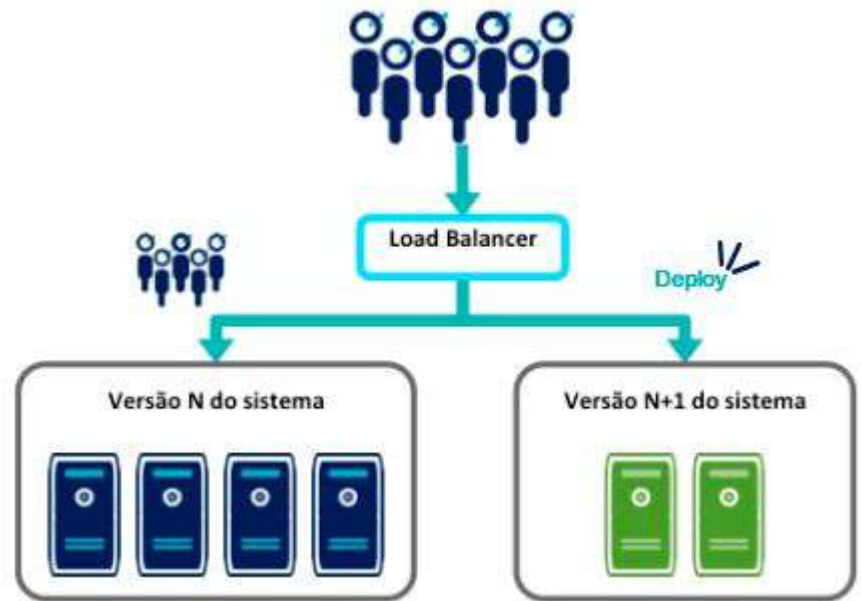 Load Balancer
Deploy
Versão N do sistema
Versão N+1 do sistema